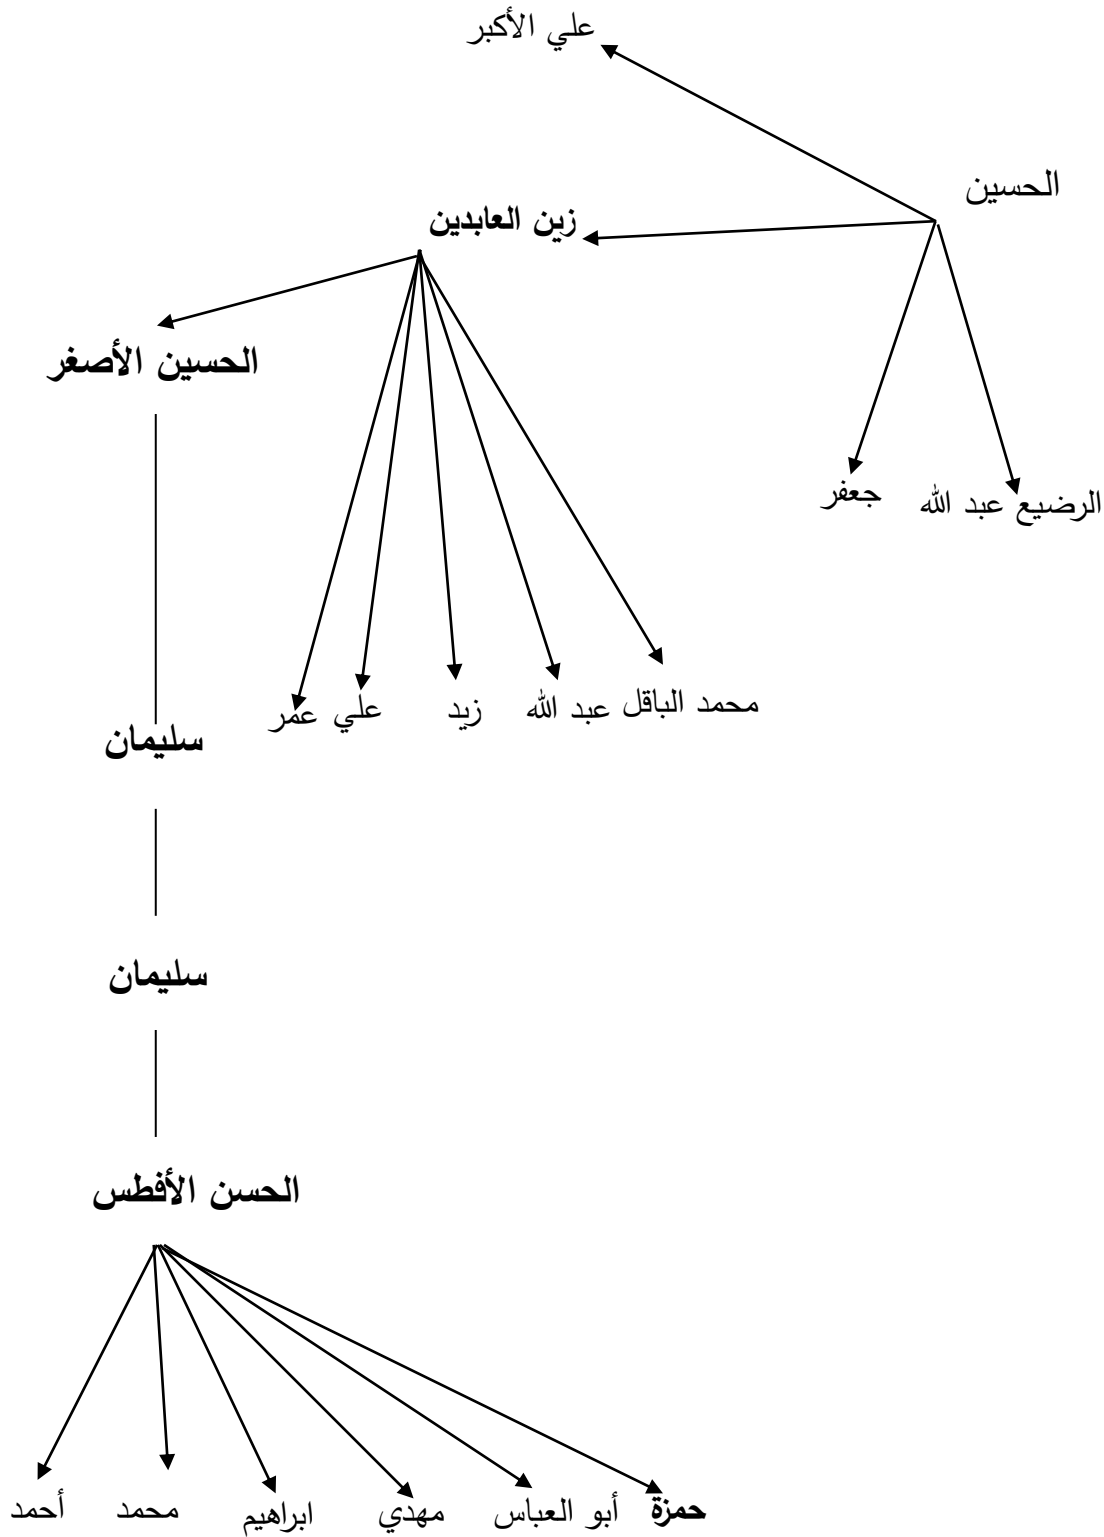 علي الأكبر
الحسين
زين العابدين
الحسين الأصغر
جعفر
الرضيع عبد الله
محمد الباقل
عبد الله
زيد
علي
عمر
سليمان
سليمان
الحسن الأفطس
حمزة
أبو العباس
مهدي
ابراهيم
محمد
أحمد